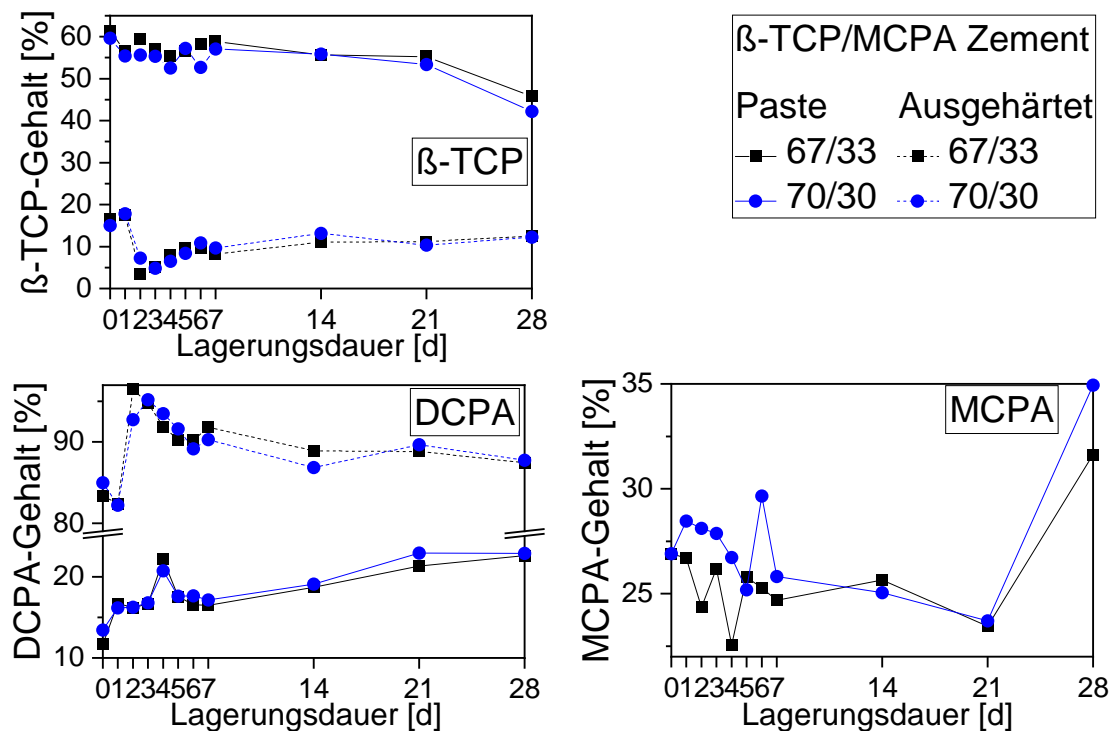 ß-TCP-Gehalt [%]
60
50
40
30
20
10
0
ß-TCP
01234567 14 21 28
Lagerungsdauer [d]
ß-TCP/MCPA Zement
Paste Ausgehärtet
67/33 67/33
70/30 70/30
DCPA-Gehalt [%]
90
80
20
10
DCPA
01234567 14 21 28
Lagerungsdauer [d]
MCPA-Gehalt [%]
35
30
25
MCPA
01234567 14 21 28
Lagerungsdauer [d]